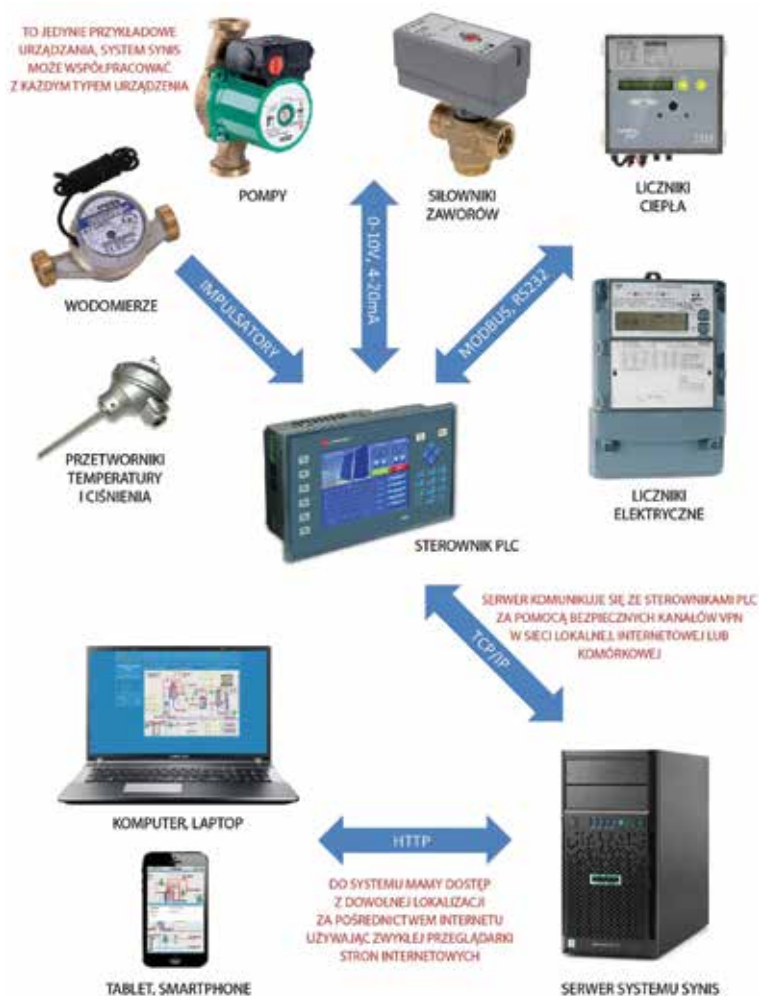 TO JEDYNIE PRZYKŁADOWE
URZĄDZANIA, SYSTEM SYNIS
MOŻE WSPÓŁPRACOWAĆ
Z KAŻDYM TYPEM URZĄDZENIA
POMPY
SIŁOWNIKI
ZAWORÓW
LICZNIKI
CIEPŁA
WODOMIERZE
IMPULSATORY
0-10V, 4-20mA
MODBUS, RS232
PRZETWORNIKI
TEMPERATURY
I CIŚNIENIA
STEROWNIK PLC
LICZNIKI
ELEKTRYCZNE
SERWER KOMUNIKUJE SIĘ ZE STEROWNIKAMI PLC
ZA POMOCĄ BEZPIECZNYCH KANAŁÓW VPN
W SIECI LOKALNEJ, INTERNETOWEJ LUB
KOMÓRKOWEJ
TCP/IP
KOMPUTER, LAPTOP
HTTP
DO SYSTEMU MAMY DOSTĘP
Z DOWOLNEJ LOKALIZACJI
ZA POŚREDNICTWEM INTERNETU
UŻYWAJĄC ZWYKŁEJ PRZEGLĄDARKI
STRON INTERNETOWYCH
TABLET, SMARTPHONE
SERWER SYSTEMU SYNIS